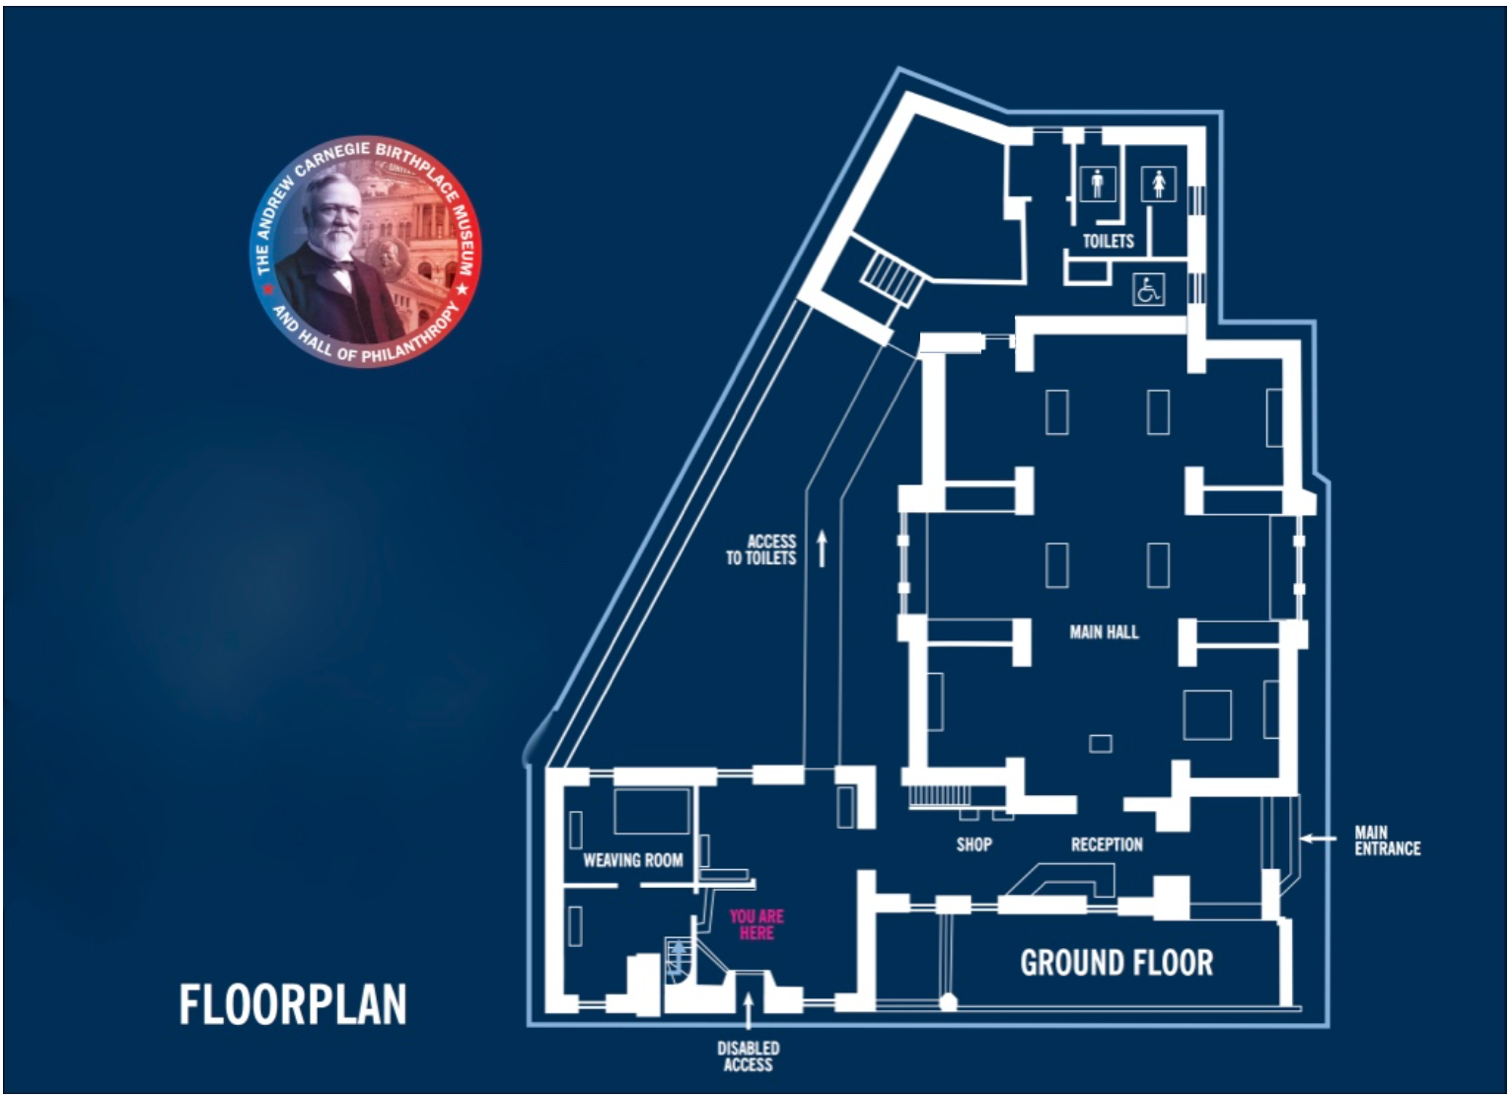 THE ANDREW CARNEGIE BIRTHPLACE MUSEUM
AND HALL OF PHILANTHROPY
TOILETS
ACCESS
TO TOILETS
MAIN HALL
SHOP
RECEPTION
MAIN
ENTRANCE
WEAVING ROOM
YOU ARE
HERE
GROUND FLOOR
FLOORPLAN
DISABLED
ACCESS